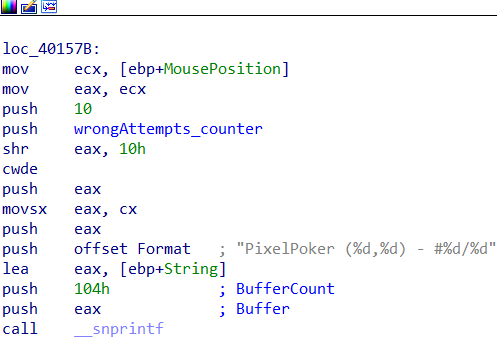 loc_40157B:
mov ecx, [ebp+MousePosition]
mov eax, ecx
push 10
push wrongAttempts_counter
shr eax, 10h
cwde
push eax
movsx eax, cx
push eax
push offset Format ; "PixelPoker (%d,%d) - #%d/%d"
lea eax, [ebp+String]
push 104h ; BufferCount
push eax ; Buffer
call __snprintf